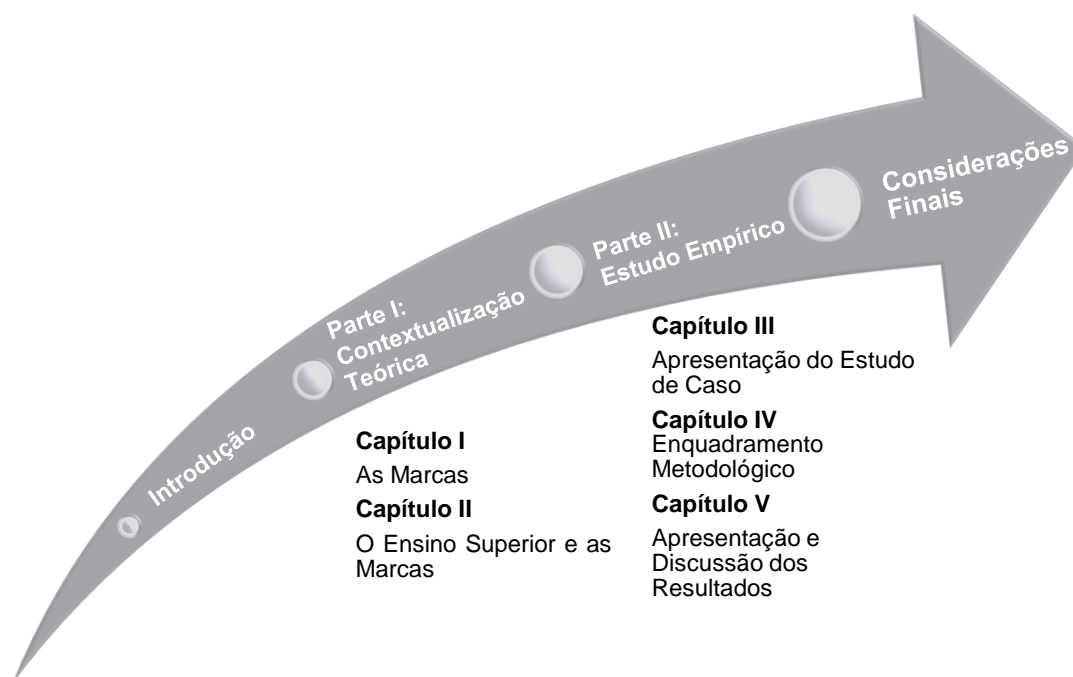 Introdução
Parte I:
Contextualização
Teórica
Capítulo I
As Marcas
Capítulo II
O Ensino Superior e as
Marcas
Parte II:
Estudo Empírico
Capítulo III
Apresentação do Estudo
de Caso
Capítulo IV
Enquadramento
Metodológico
Capítulo V
Apresentação e
Discussão dos
Resultados
Considerações
Finais